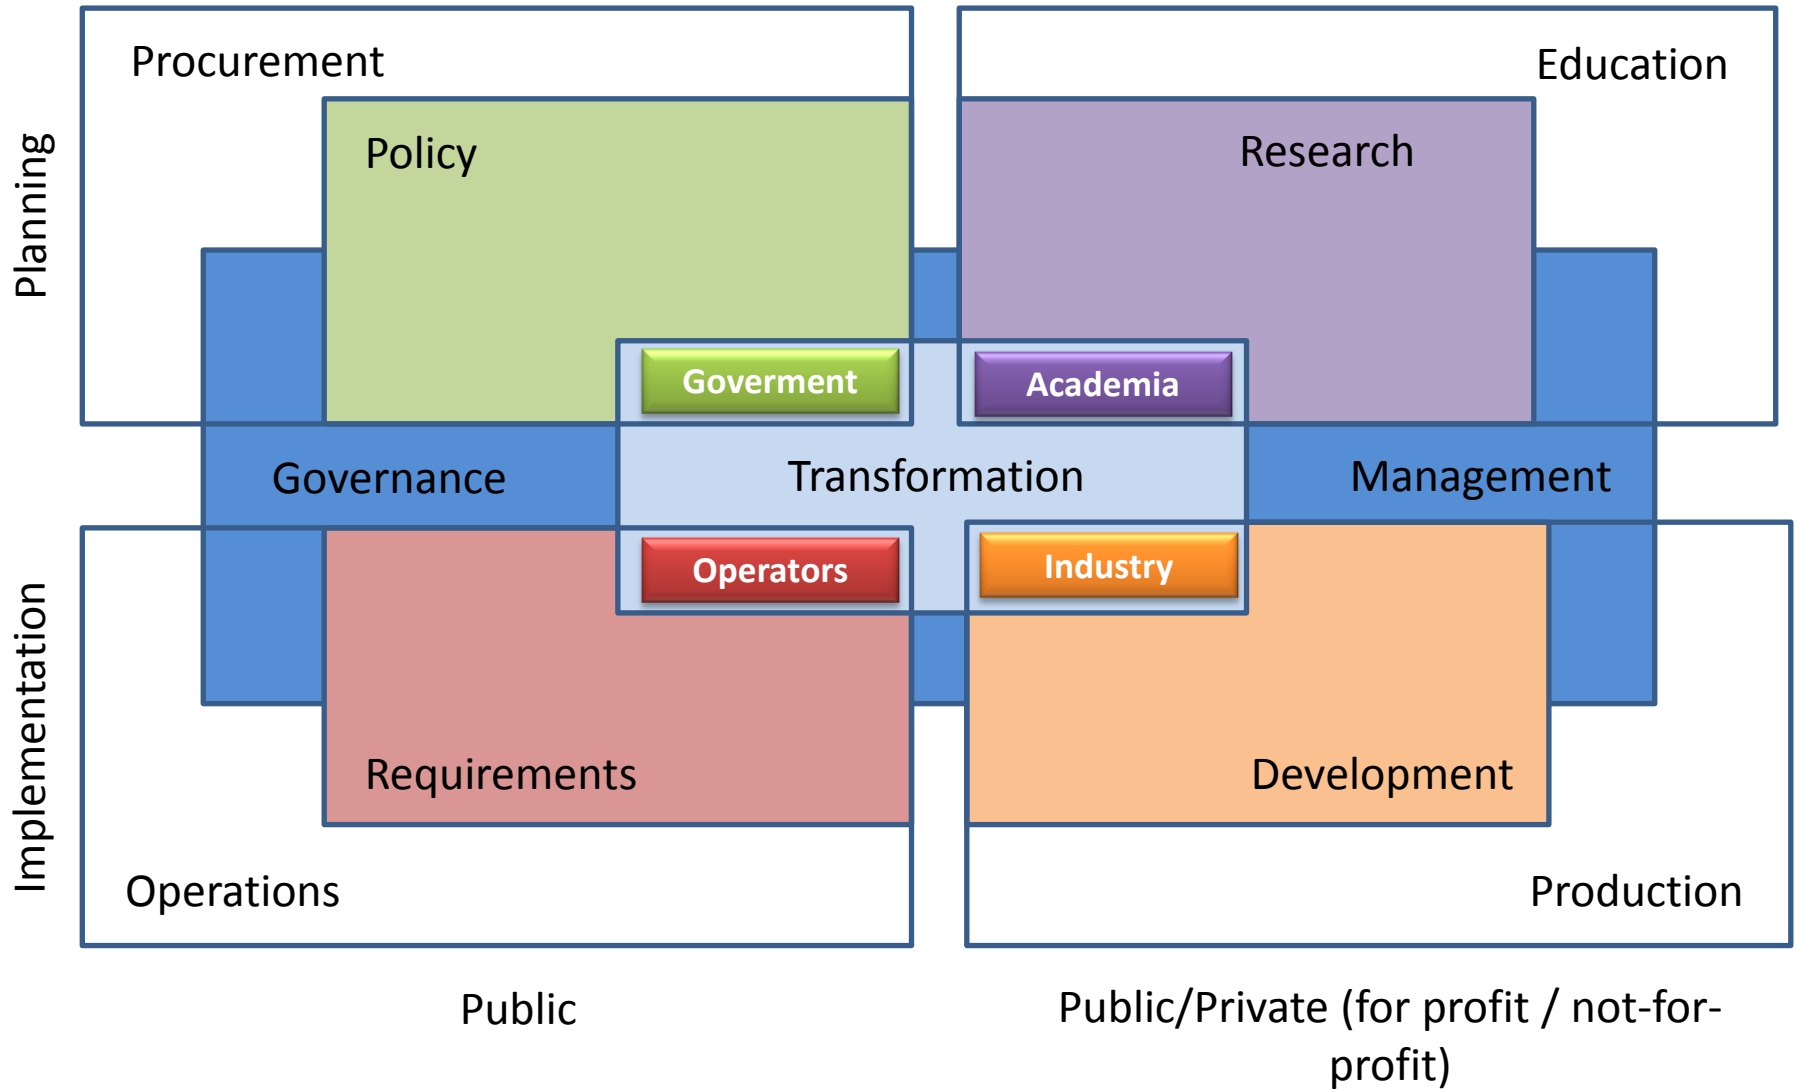 Procurement
Education
Policy
Research
Planning
Goverment
Academia
Governance
Transformation
Management
Operators
Industry
Implementation
Requirements
Development
Operations
Production
Public
Public/Private (for profit / not-for-
profit)